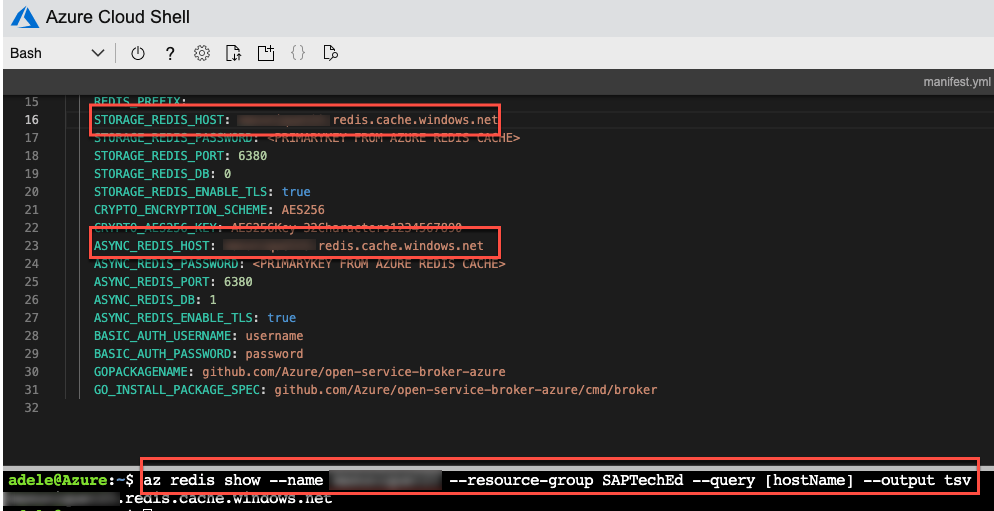 Azure Cloud Shell
Bash
?
{}
manifest.yml
15 REDIS_PREFIX:
16 STORAGE_REDIS_HOST: redis.cache.windows.net
17 STORAGE_REDIS_PASSWORD: <PRIMARYKEY FROM AZURE REDIS CACHE>
18 STORAGE_REDIS_PORT: 6380
19 STORAGE_REDIS_DB: 0
20 STORAGE_REDIS_ENABLE_TLS: true
21 CRYPTO_ENCRYPTION_SCHEME: AES256
22 CRYPTO_AES256_KEY: AES256Key-32Characters1234567890
23 ASYNC_REDIS_HOST: redis.cache.windows.net
24 ASYNC_REDIS_PASSWORD: <PRIMARYKEY FROM AZURE REDIS CACHE>
25 ASYNC_REDIS_PORT: 6380
26 ASYNC_REDIS_DB: 1
27 ASYNC_REDIS_ENABLE_TLS: true
28 BASIC_AUTH_USERNAME: username
29 BASIC_AUTH_PASSWORD: password
30 GOPACKAGENAME: github.com/Azure/open-service-broker-azure
31 GO_INSTALL_PACKAGE_SPEC: github.com/Azure/open-service-broker-azure/cmd/broker
32
adele@Azure:~$ az redis show --name --resource-group SAPTechEd --query [hostName] --output tsv
.redis.cache.windows.net
adele@Azure:~$